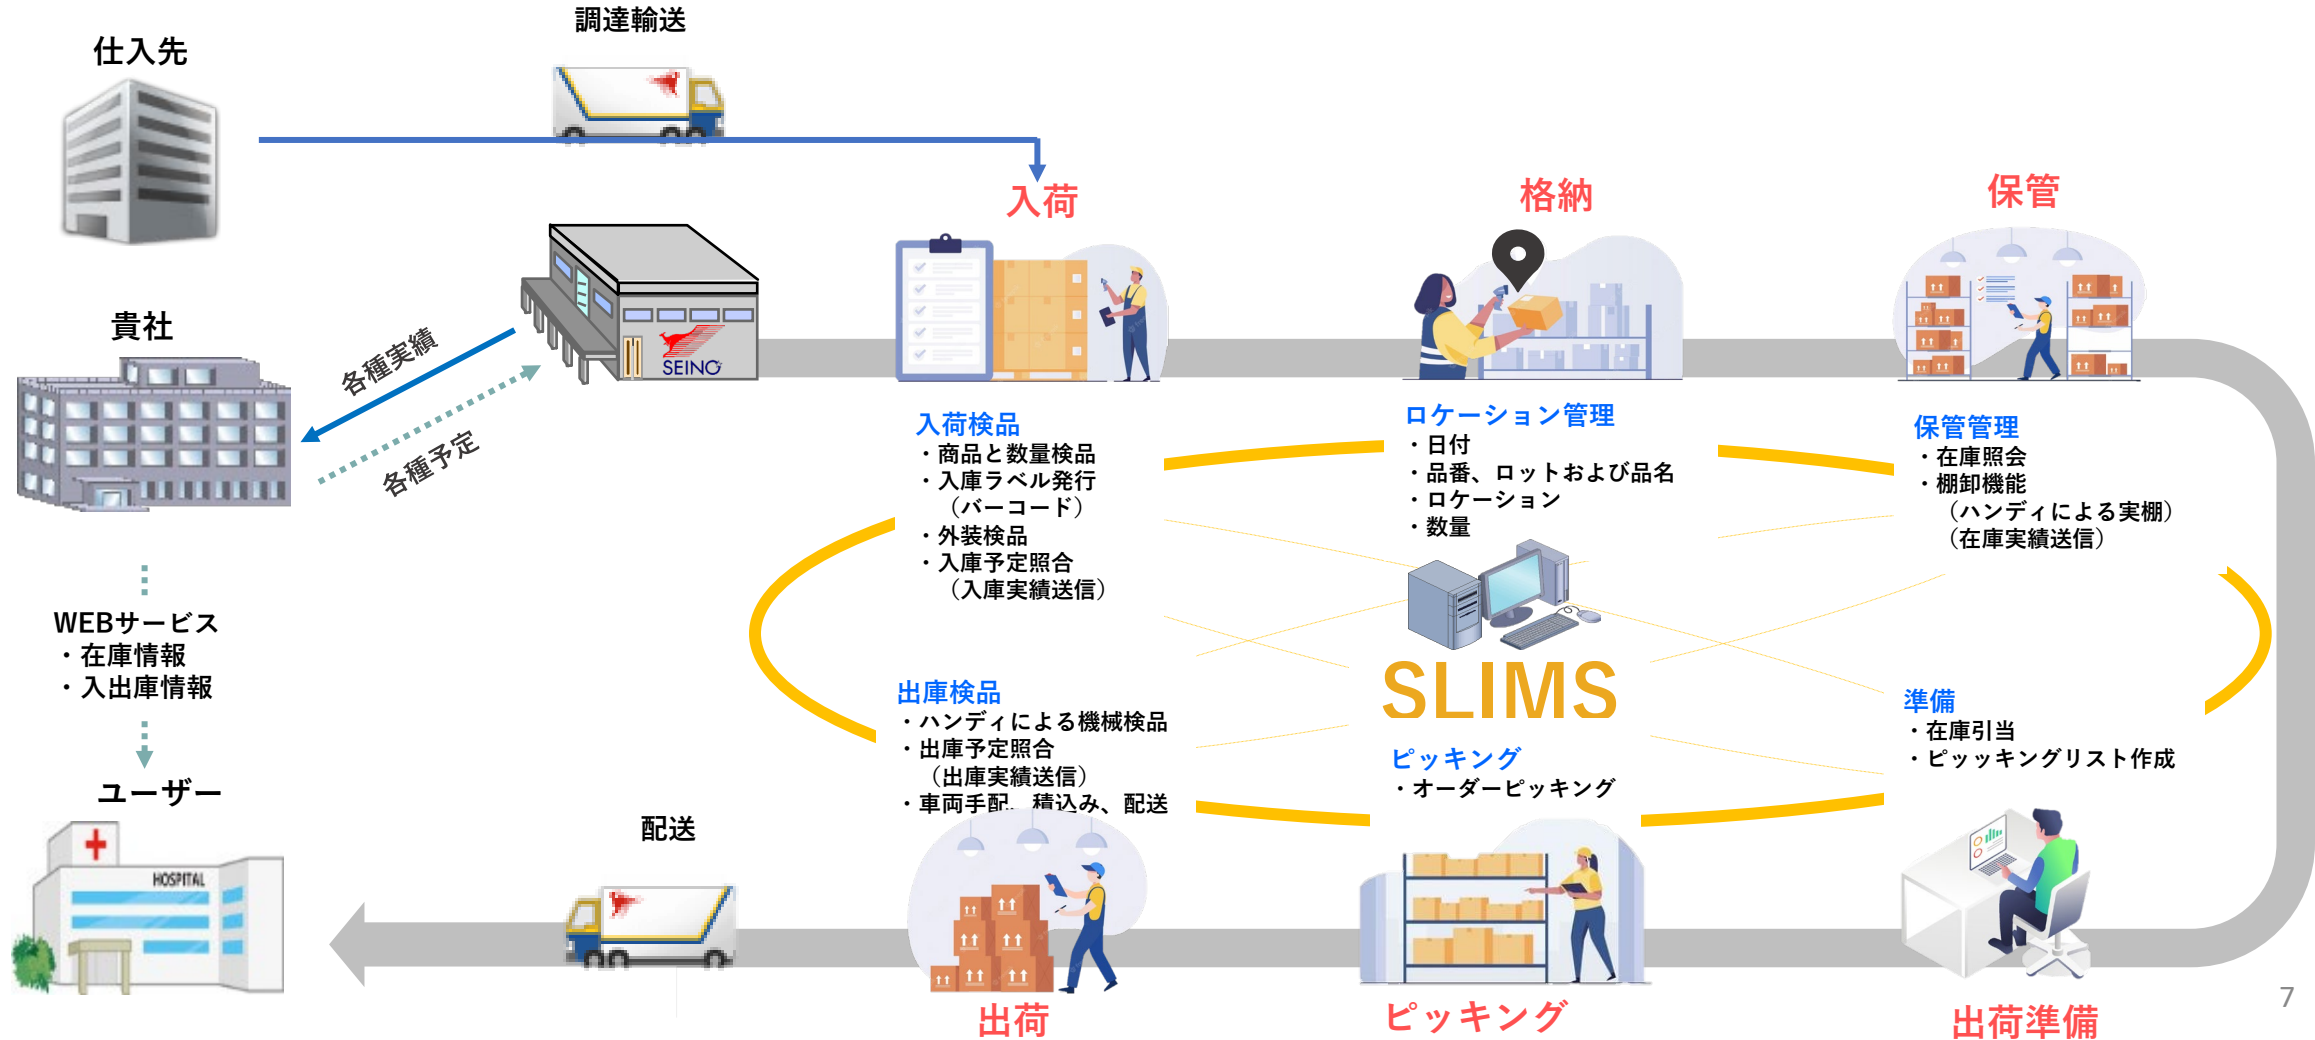 調達輸送
仕入先
入荷
格納
保管
貴社
各種実績
各種予定
SEINO
入荷検品
・商品と数量検品
・入庫ラベル発行
（バーコード）
・外装検品
・入庫予定照合
（入庫実績送信）
ロケーション管理
・日付
・品番、ロットおよび品名
・ロケーション
・数量
保管管理
・在庫照会
・棚卸機能
（ハンディによる実棚）
（在庫実績送信）
WEBサービス
・在庫情報
・入出庫情報
SLIMS
出庫検品
・ハンディによる機械検品
・出庫予定照合
（出庫実績送信）
・車両手配、積込み、配送
ピッキング
・オーダーピッキング
準備
・在庫引当
・ピッッキングリスト作成
ユーザー
HOSPITAL
配送
出荷
ピッキング
出荷準備
7